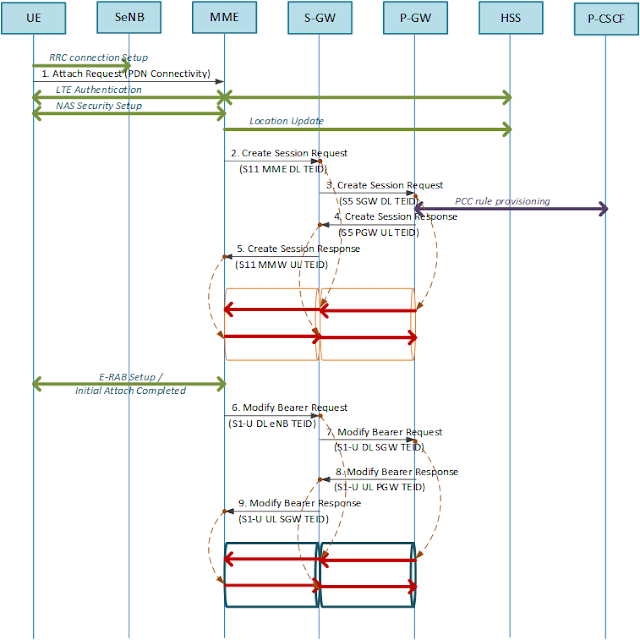 UE
SeNB
MME
S-GW
P-GW
HSS
P-CSCF
RRC connection Setup
1. Attach Request (PDN Connectivity)
LTE Authentication
NAS Security Setup
Location Update
2. Create Session Request
(S11 MME DL TEID)
3. Create Session Request
(S5 SGW DL TEID)
PCC rule provisioning
4. Create Session Response
(S5 PGW UL TEID)
5. Create Session Response
(S11 MMW UL TEID)
E-RAB Setup /
Initial Attach Completed
6. Modify Bearer Request
(S1-U DL eNB TEID)
7. Modify Bearer Request
(S1-U DL SGW TEID)
8. Modify Bearer Response
(S1-U UL PGW TEID)
9. Modify Bearer Response
(S1-U UL SGW TEID)